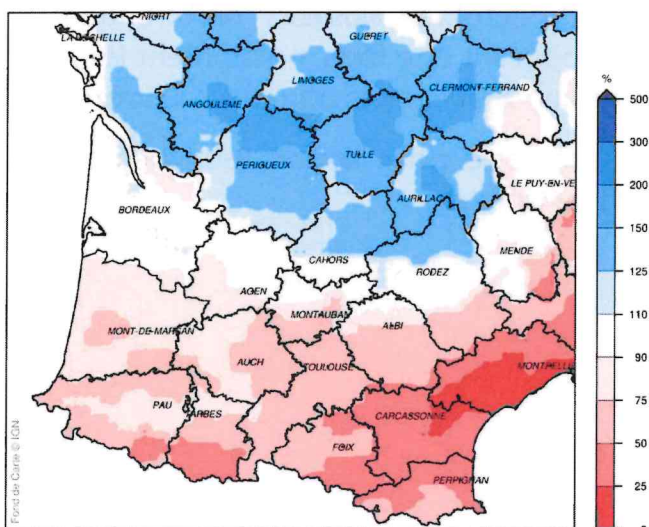 NIORT
LA ROCHELLE
GUERET
LIMOGES
CLERMONT-FERRAND
ANGOULEME
PERIGUEUX
TULLE
AURILLAC
LE PUY-EN-VE
BORDEAUX
CAHORS
RODEZ
MENDE
AGEN
MONTAUBAN
ALBI
MONT-DE-MARSAN
AUCH
TOULOUSE
MONTPELLIE
PAU
TARBES
CARCASSONNE
FOIX
PERPIGNAN
Fond de Carte © IGN
%
500
300
200
150
125
110
90
75
50
25